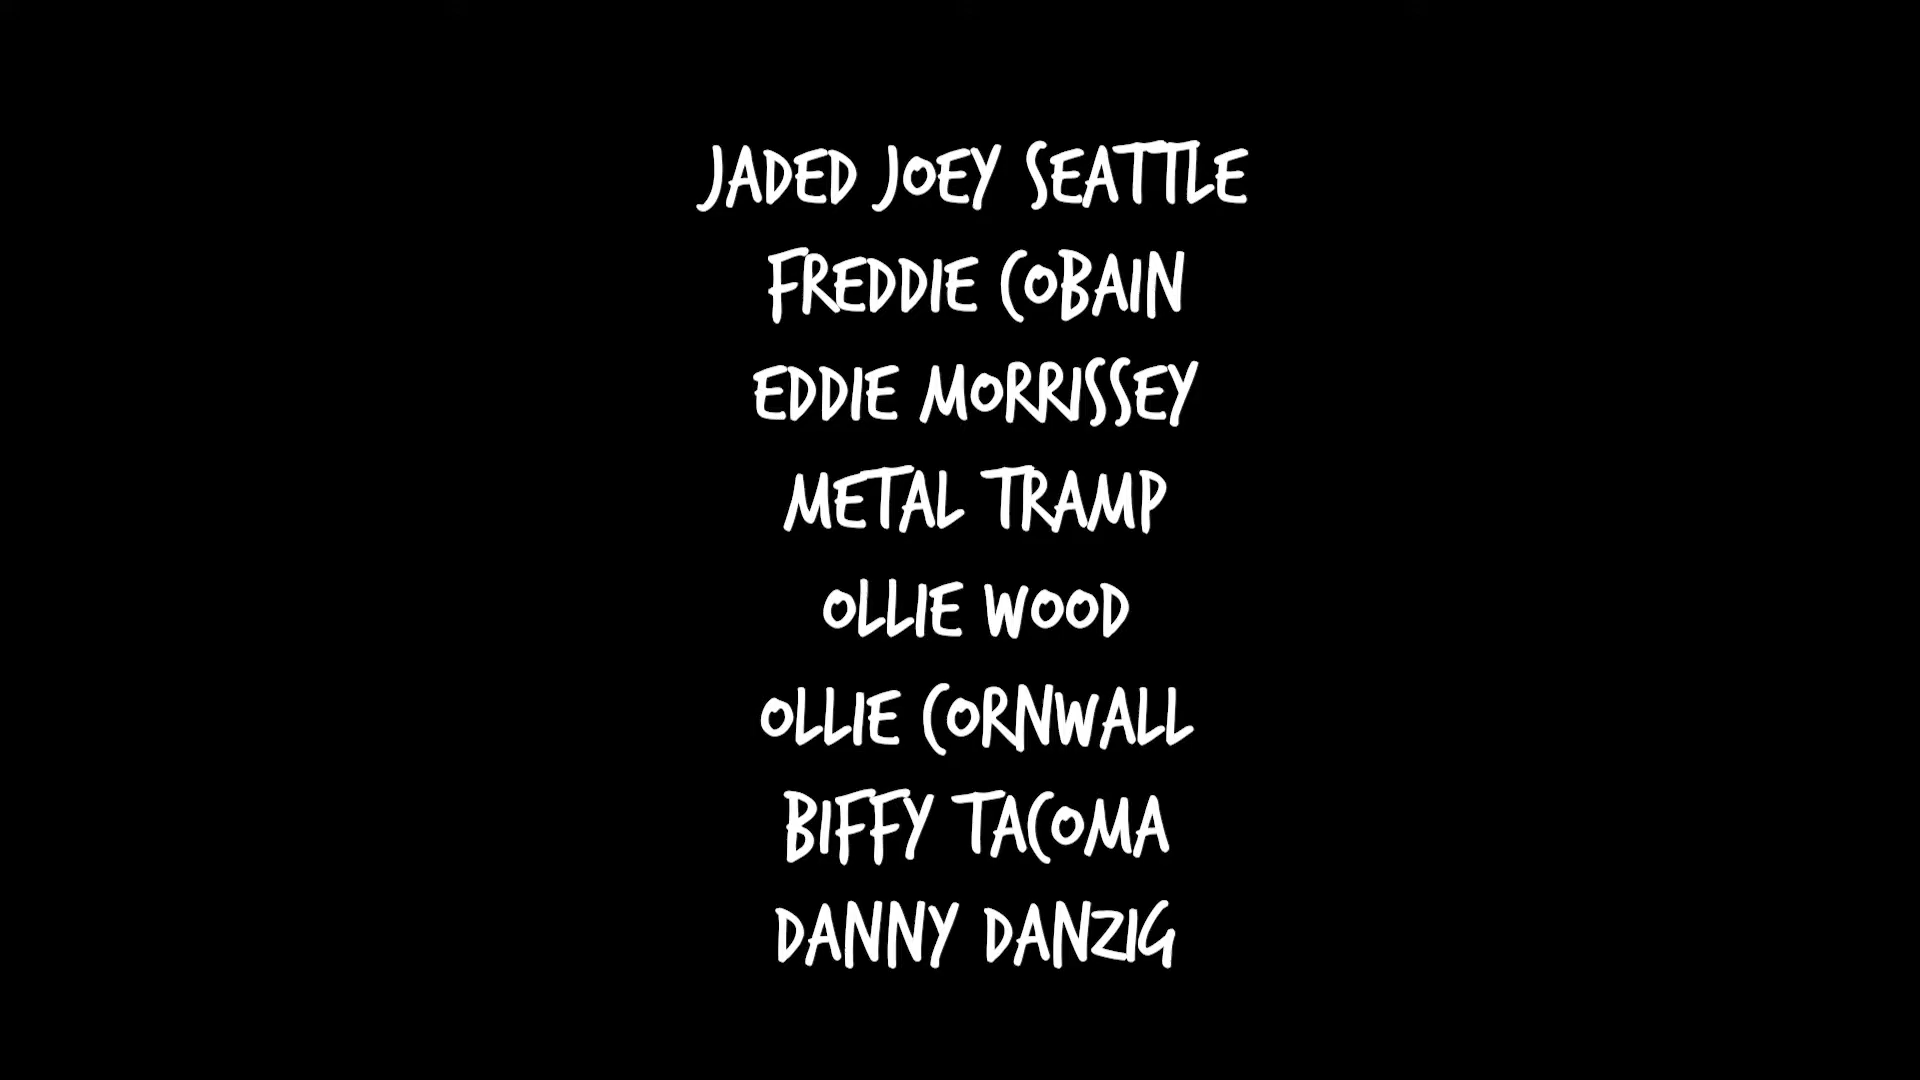 JADED JOEY SEATTLE
FREDDIE COBAIN
EDDIE MORRISSEY
METAL TRAMP
OLLIE WOOD
OLLIE CORNWALL
BIFFY TACOMA
DANNY DANZIG